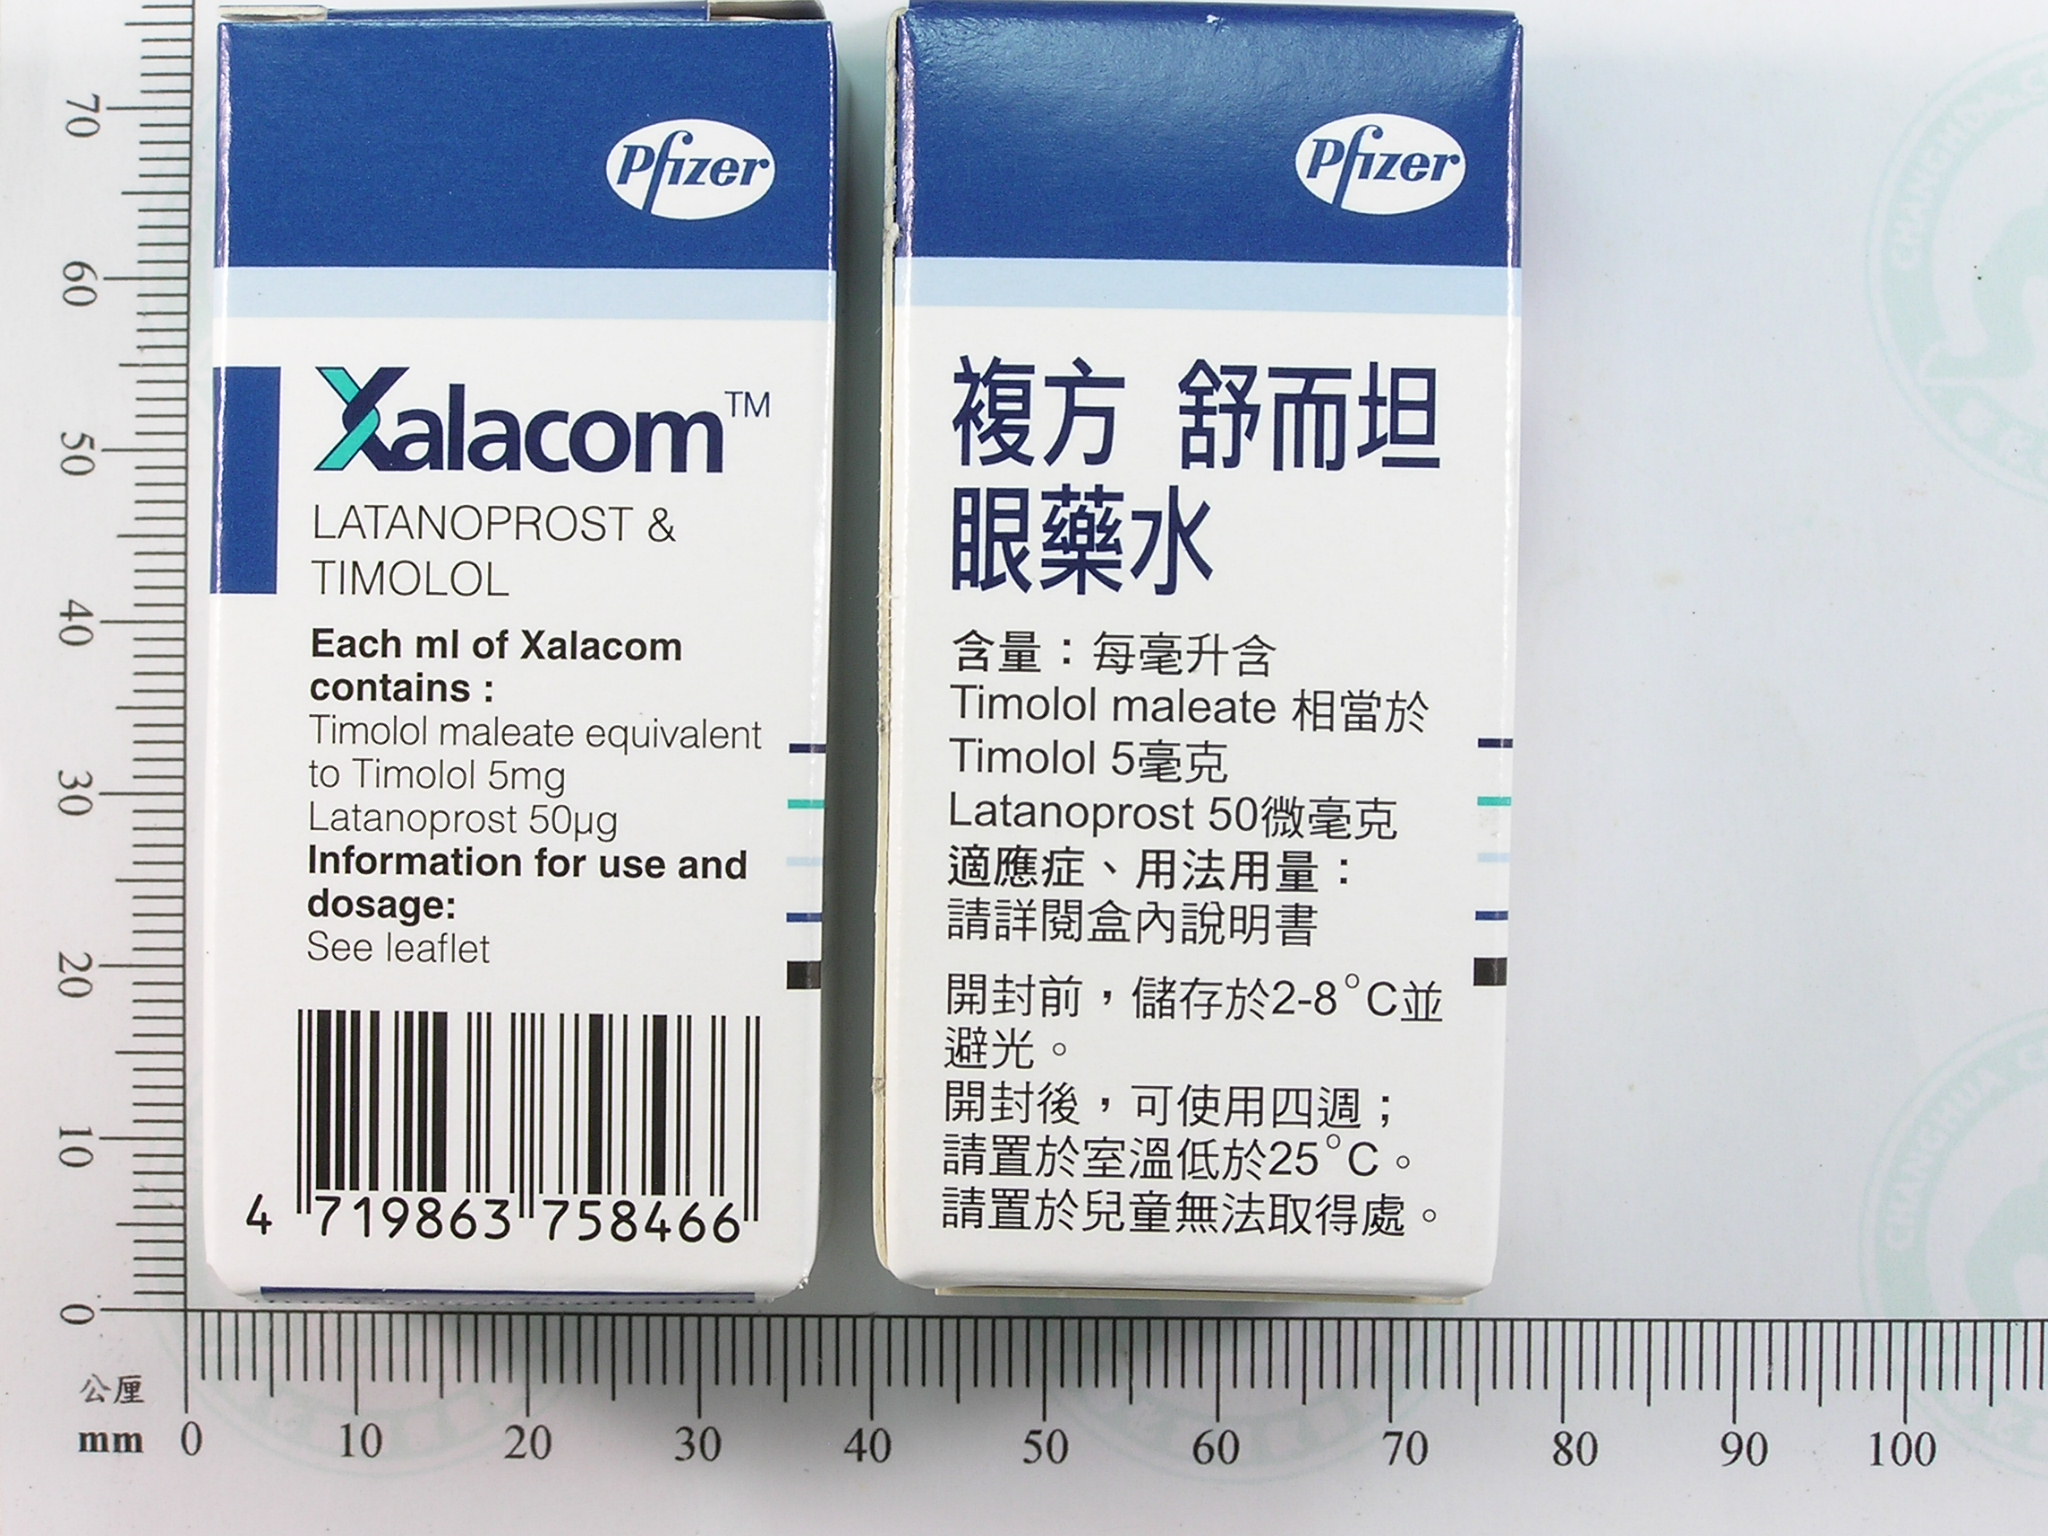 Pfizer
Xalacom™
LATANOPROST &
TIMOLOL
Each ml of Xalacom
contains :
Timolol maleate equivalent
to Timolol 5mg
Latanoprost 50µg
Information for use and
dosage:
See leaflet
4 719863 758466
Pfizer
複方 舒而坦
眼藥水
含量：每毫升含
Timolol maleate 相當於
Timolol 5毫克
Latanoprost 50微毫克
適應症、用法用量：
請詳閱盒內說明書
開封前，儲存於2-8°C並
避光。
開封後，可使用四週；
請置於室溫低於25°C。
請置於兒童無法取得處。
70
60
50
40
30
20
10
0
公厘
mm 0 10 20 30 40 50 60 70 80 90 100